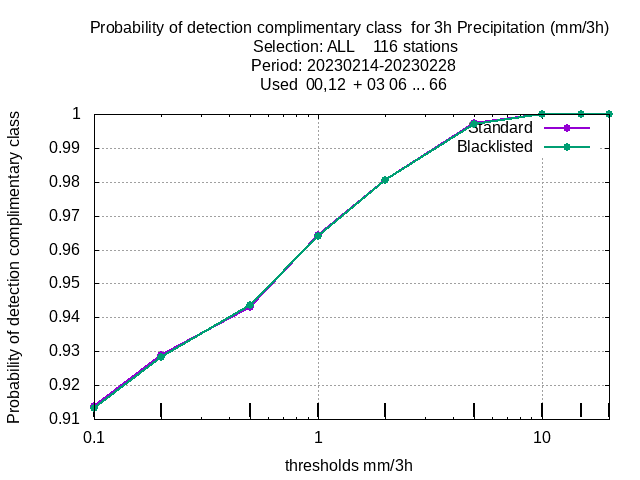 Probability of detection complimentary class  for 3h Precipitation (mm/3h)
Selection: ALL    116 stations
Period: 20230214-20230228
Used  00,12  + 03 06 ... 66
Probability of detection complimentary class
1
0.99
0.98
0.97
0.96
0.95
0.94
0.93
0.92
0.91
Standard
Blacklisted
0.1
1
10
thresholds mm/3h